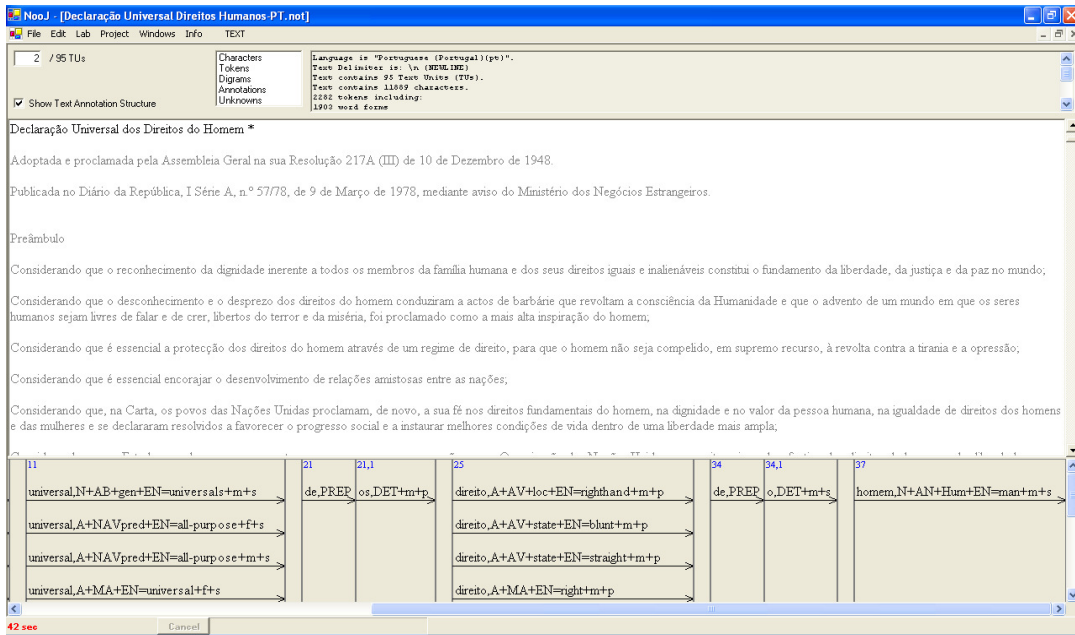 NooJ - [Declaração Universal Direitos Humanos-PT.not]
File Edit Lab Project Windows Info TEXT
2 / 95 TUs
Show Text Annotation Structure
Characters
Tokens
Digrams
Annotations
Unknowns
Language is "Portuguese (Portugal)(pt)".
Text Delimiter is: \n (NEWLINE)
Text contains 95 Text Units (TUs).
Text contains 11889 characters.
2282 tokens including:
1903 word forms
Declaração Universal dos Direitos do Homem *
Adoptada e proclamada pela Assembleia Geral na sua Resolução 217A (III) de 10 de Dezembro de 1948.
Publicada no Diário da República, I Série A, n.º 57/78, de 9 de Março de 1978, mediante aviso do Ministério dos Negócios Estrangeiros.
Preâmbulo
Considerando que o reconhecimento da dignidade inerente a todos os membros da família humana e dos seus direitos iguais e inalienáveis constitui o fundamento da liberdade, da justiça e da paz no mundo;
Considerando que o desconhecimento e o desprezo dos direitos do homem conduziram a actos de barbárie que revoltam a consciência da Humanidade e que o advento de um mundo em que os seres
humanos sejam livres de falar e de crer, libertos do terror e da miséria, foi proclamado como a mais alta inspiração do homem;
Considerando que é essencial a protecção dos direitos do homem através de um regime de direito, para que o homem não seja compelido, em supremo recurso, à revolta contra a tirania e a opressão;
Considerando que é essencial encorajar o desenvolvimento de relações amistosas entre as nações;
Considerando que, na Carta, os povos das Nações Unidas proclamam, de novo, a sua fé nos direitos fundamentais do homem, na dignidade e no valor da pessoa humana, na igualdade de direitos dos homens
e das mulheres e se declararam resolvidos a favorecer o progresso social e a instaurar melhores condições de vida dentro de uma liberdade mais ampla;
11 21 21,1 25 34 34,1 37
universal,N+AB+gen+EN=universals+m+s de,PREP os,DET+m+p direito,A+AV+loc+EN=righthand+m+p de,PREP o,DET+m+s homem,N+AN+Hum+EN=man+m+s
universal,A+NAVpred+EN=all-purpose+f+s direito,A+AV+state+EN=blunt+m+p
universal,A+NAVpred+EN=all-purpose+m+s direito,A+AV+state+EN=straight+m+p
universal,A+MA+EN=universal+f+s direito,A+MA+EN=right+m+p
42 sec Cancel